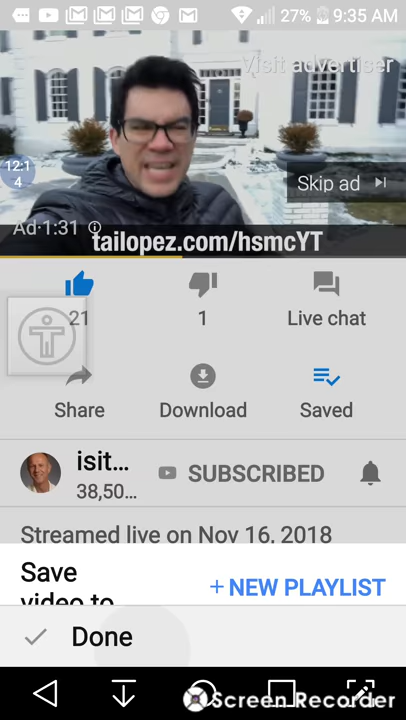 27% 9:35 AM
Visit advertiser
12:1
4
Skip ad
Ad·1:31
tailopez.com/hsmcYT
21
1
Live chat
Share
Download
Saved
isit...
SUBSCRIBED
38,50...
Streamed live on Nov 16, 2018
Save
video to
+ NEW PLAYLIST
Done
Screen Recorder